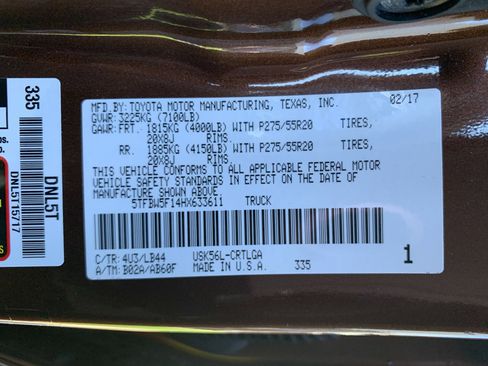 MFD.BY: TOYOTA MOTOR MANUFACTURING, TEXAS, INC. 02/17
GVWR: 3225KG (7100LB)
GAWR: FRT. 1815KG (4000LB) WITH P275/55R20 TIRES,
20X8J RIMS.
RR. 1885KG (4150LB) WITH P275/55R20 TIRES,
20X8J RIMS.
THIS VEHICLE CONFORMS TO ALL APPLICABLE FEDERAL MOTOR
VEHICLE SAFETY STANDARDS IN EFFECT ON THE DATE OF
MANUFACTURE SHOWN ABOVE.
5TFBW5F14HX633611 TRUCK
C/TR: 4U3/LB44 USK56L-CRTLGA
A/TM: B02A/AB60F MADE IN U.S.A. 335
1
335
DNL5T
DNL5T15717